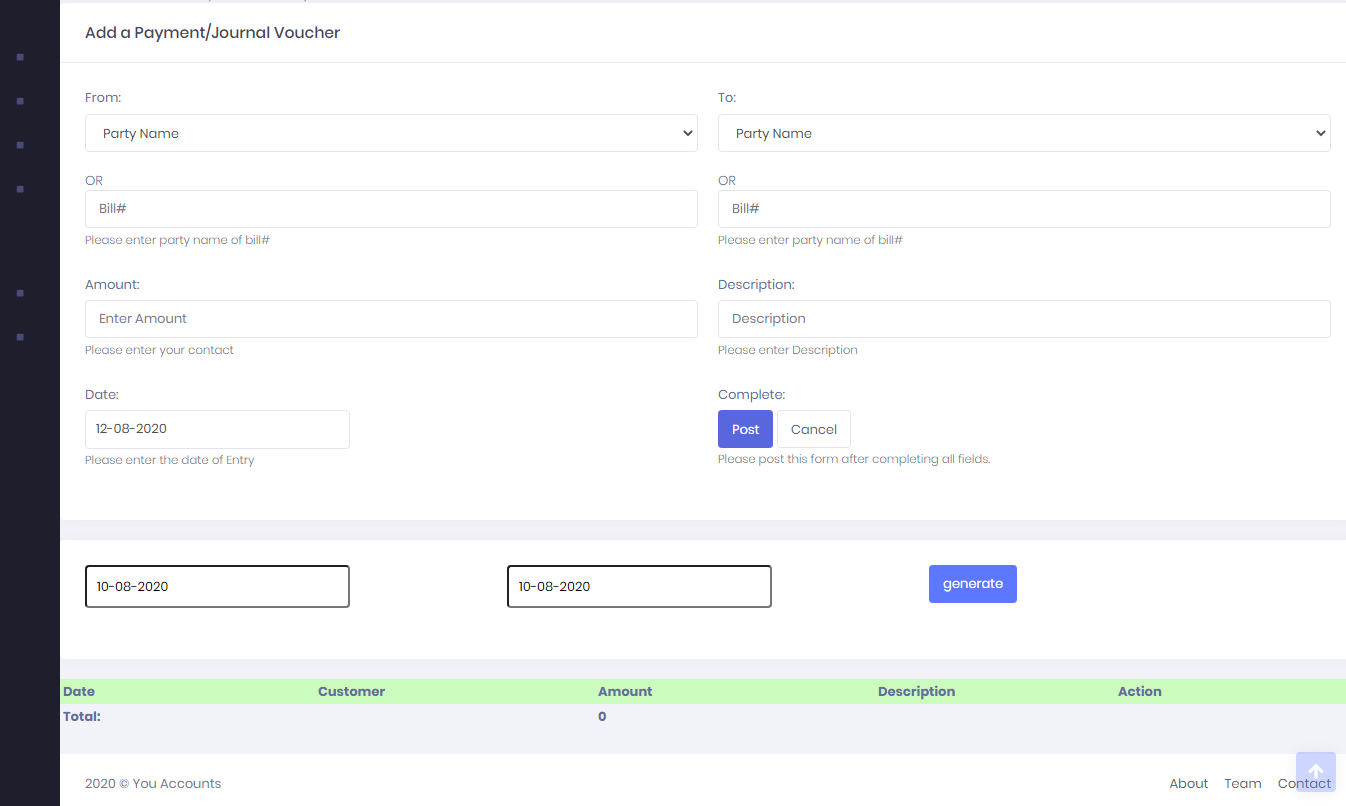 Add a Payment/Journal Voucher
From: To:
Party Name Party Name
OR OR
Bill# Bill#
Please enter party name of bill# Please enter party name of bill#
Amount: Description:
Enter Amount Description
Please enter your contact Please enter Description
Date: Complete:
12-08-2020 Post Cancel
Please enter the date of Entry Please post this form after completing all fields.
10-08-2020 10-08-2020 generate
Date Customer Amount Description Action
Total: 0
2020 © You Accounts About Team Contact